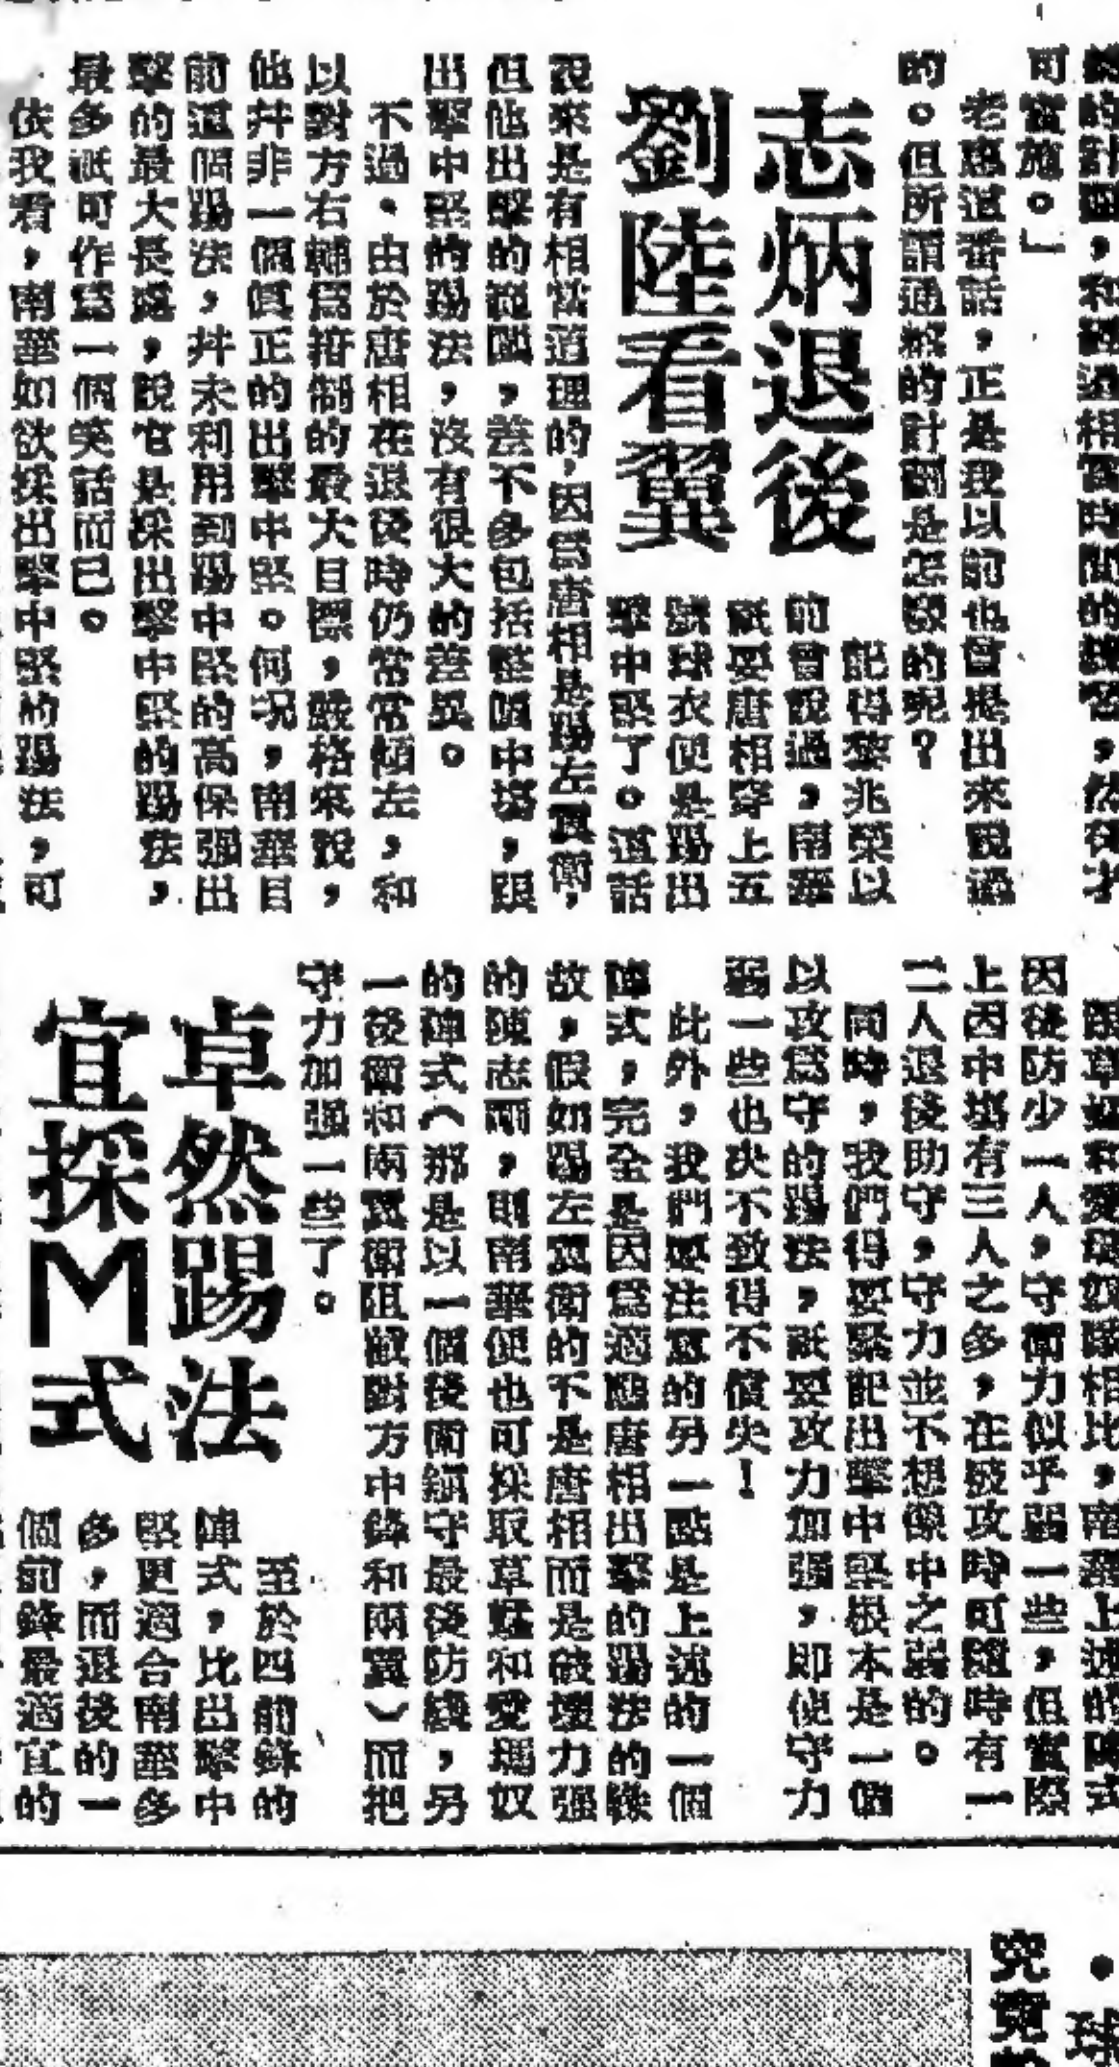 可實施。」
老惠這番話，正是我以前也曾提出來說過
的。但所謂通盤的計劃是怎樣的呢？
志炳退後
劉陸看翼
記得黎兆榮以
前曾說過，南華
祇要唐相穿上五
號球衣便是踢出
擊中堅了。這話
說來是有相當道理的，因爲唐相是踢左翼衛，
但他出擊的範圍，差不多包括整個中場，跟
出擊中堅的踢法，沒有很大的差異。
不過，由於唐相在退後時仍常常傾左，和
以對方右輔爲箝制的最大目標，嚴格來說，
他幷非一個眞正的出擊中堅。何况，南華目
前這個踢法，幷未利用到踢中堅的高保强出
擊的最大長處，說它是採出擊中堅的踢法，
最多祇可作爲一個笑話而已。
依我看，南華如欲採出擊中堅的踢法，可
因後防少一人，守衛力似乎弱一些，但實際
上因中塲有三人之多，在被攻時可隨時有一
二人退後助守，守力並不想像中之弱的。
同時，我們得要緊記出擊中堅根本是一個
以攻爲守的踢法，祇要攻力加强，即使守力
弱一些也决不致得不償失！
此外，我們要注意的另一點是上述的一個
陣式，完全是因爲適應唐相出擊的踢法的緣
故，假如踢左翼衛的不是唐相而是破壞力强
的陳志剛，則南華便也可採取草蜢和愛瑪奴
的陣式（那是以一個後衛鎮守最後防綫，另
一後衛和兩翼衛阻截對方中鋒和兩翼）而把
守力加强一些了。
卓然踢法
宜採M式
至於四前鋒的
陣式，比出擊中
堅更適合南華多
多，而退後的一
個前鋒最適宜的
究竟